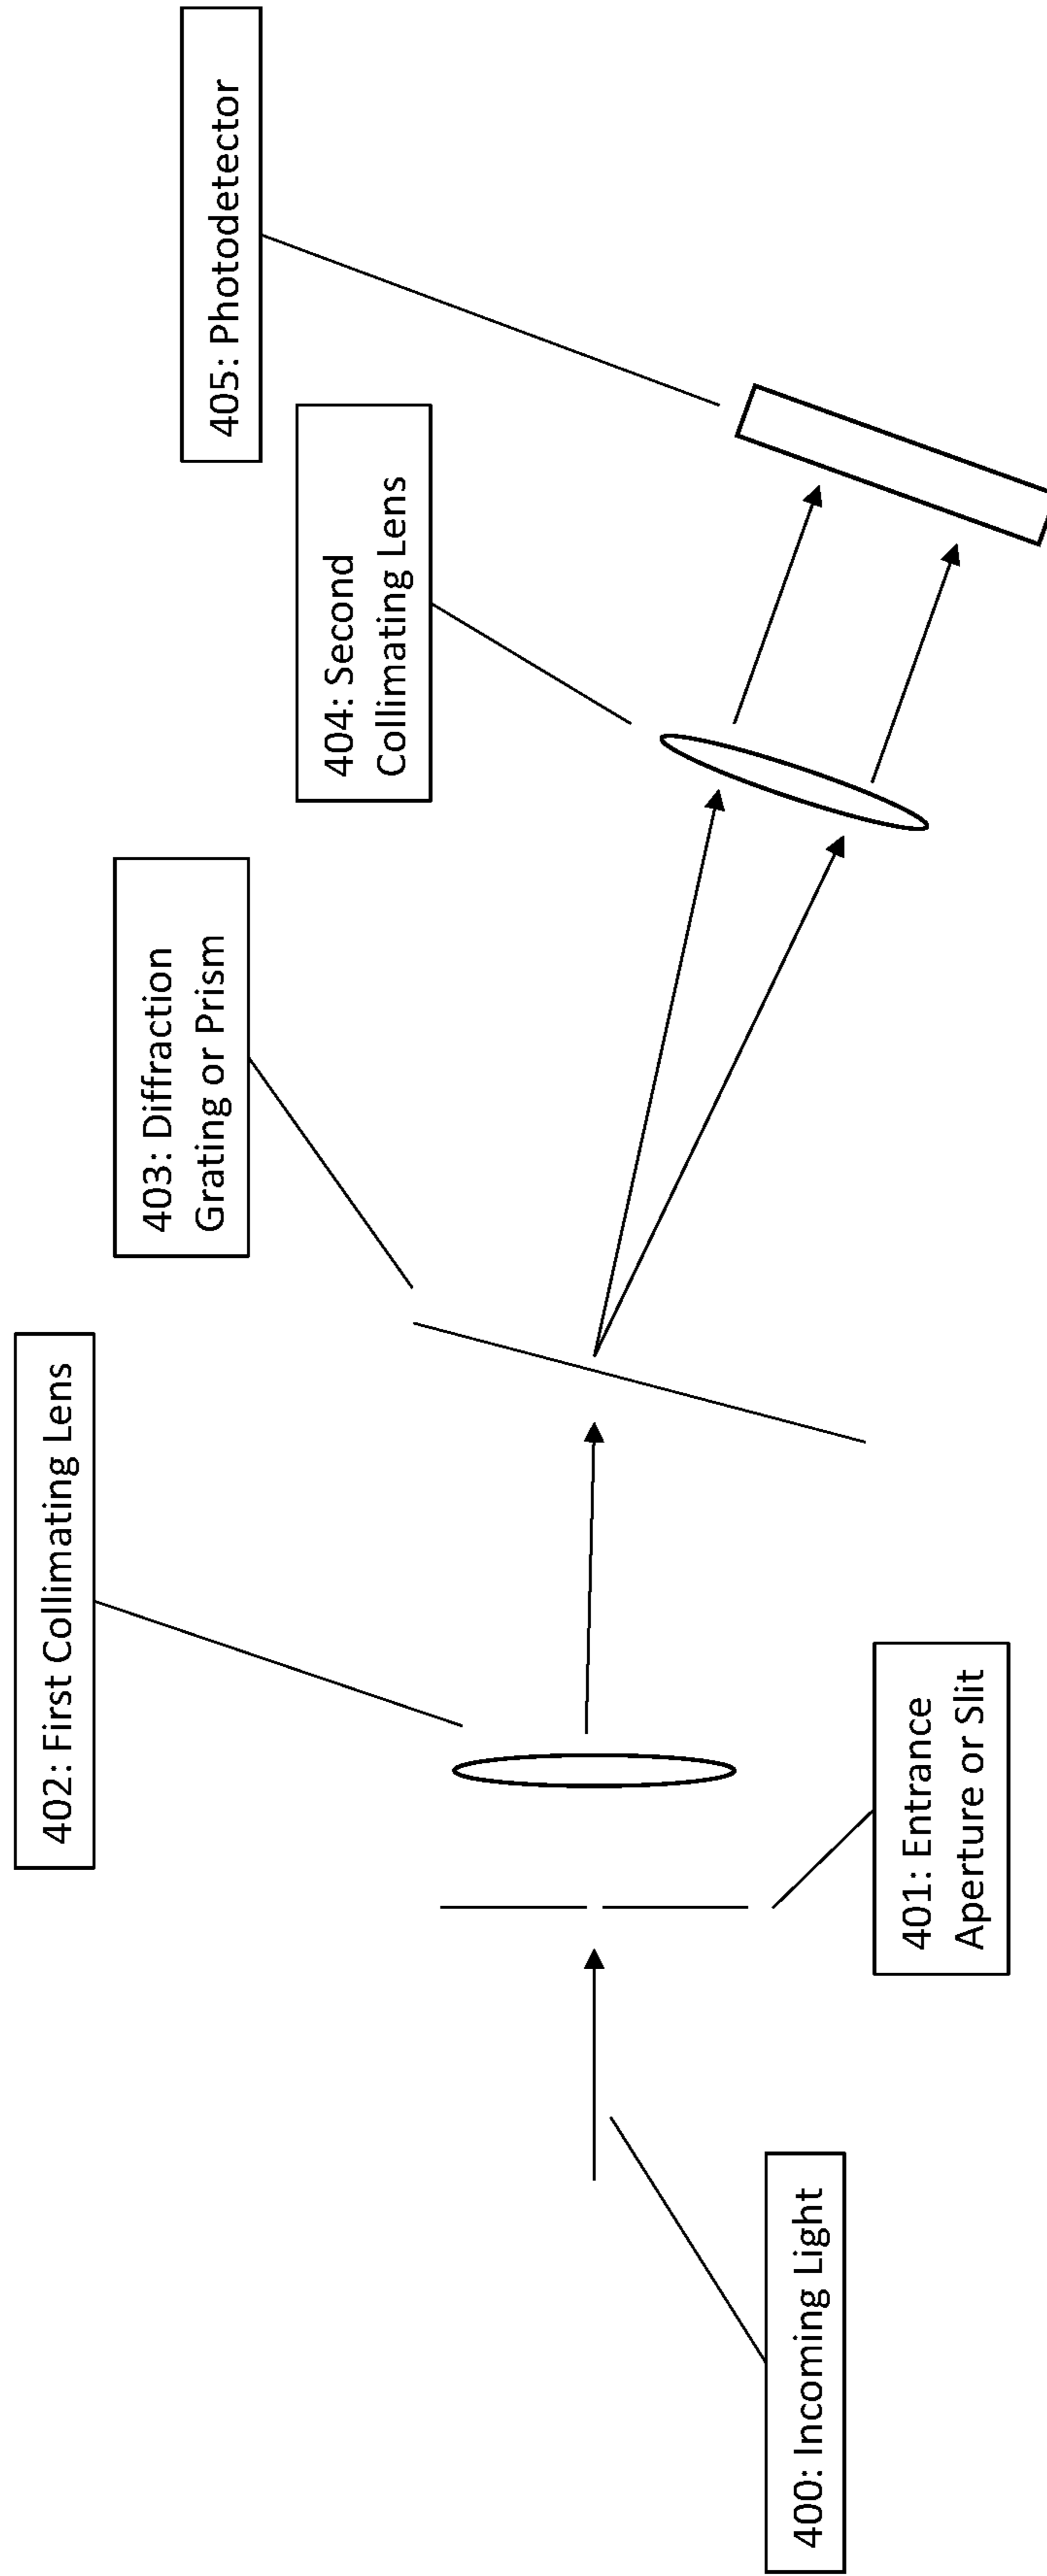 400: Incoming Light
401: Entrance
Aperture or Slit
402: First Collimating Lens
403: Diffraction
Grating or Prism
404: Second
Collimating Lens
405: Photodetector